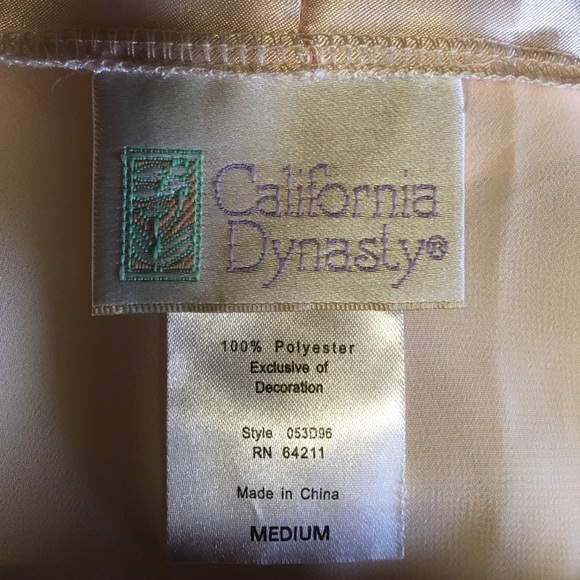 California
Dynasty®
100% Polyester
Exclusive of
Decoration
Style 053D96
RN 64211
Made in China
MEDIUM